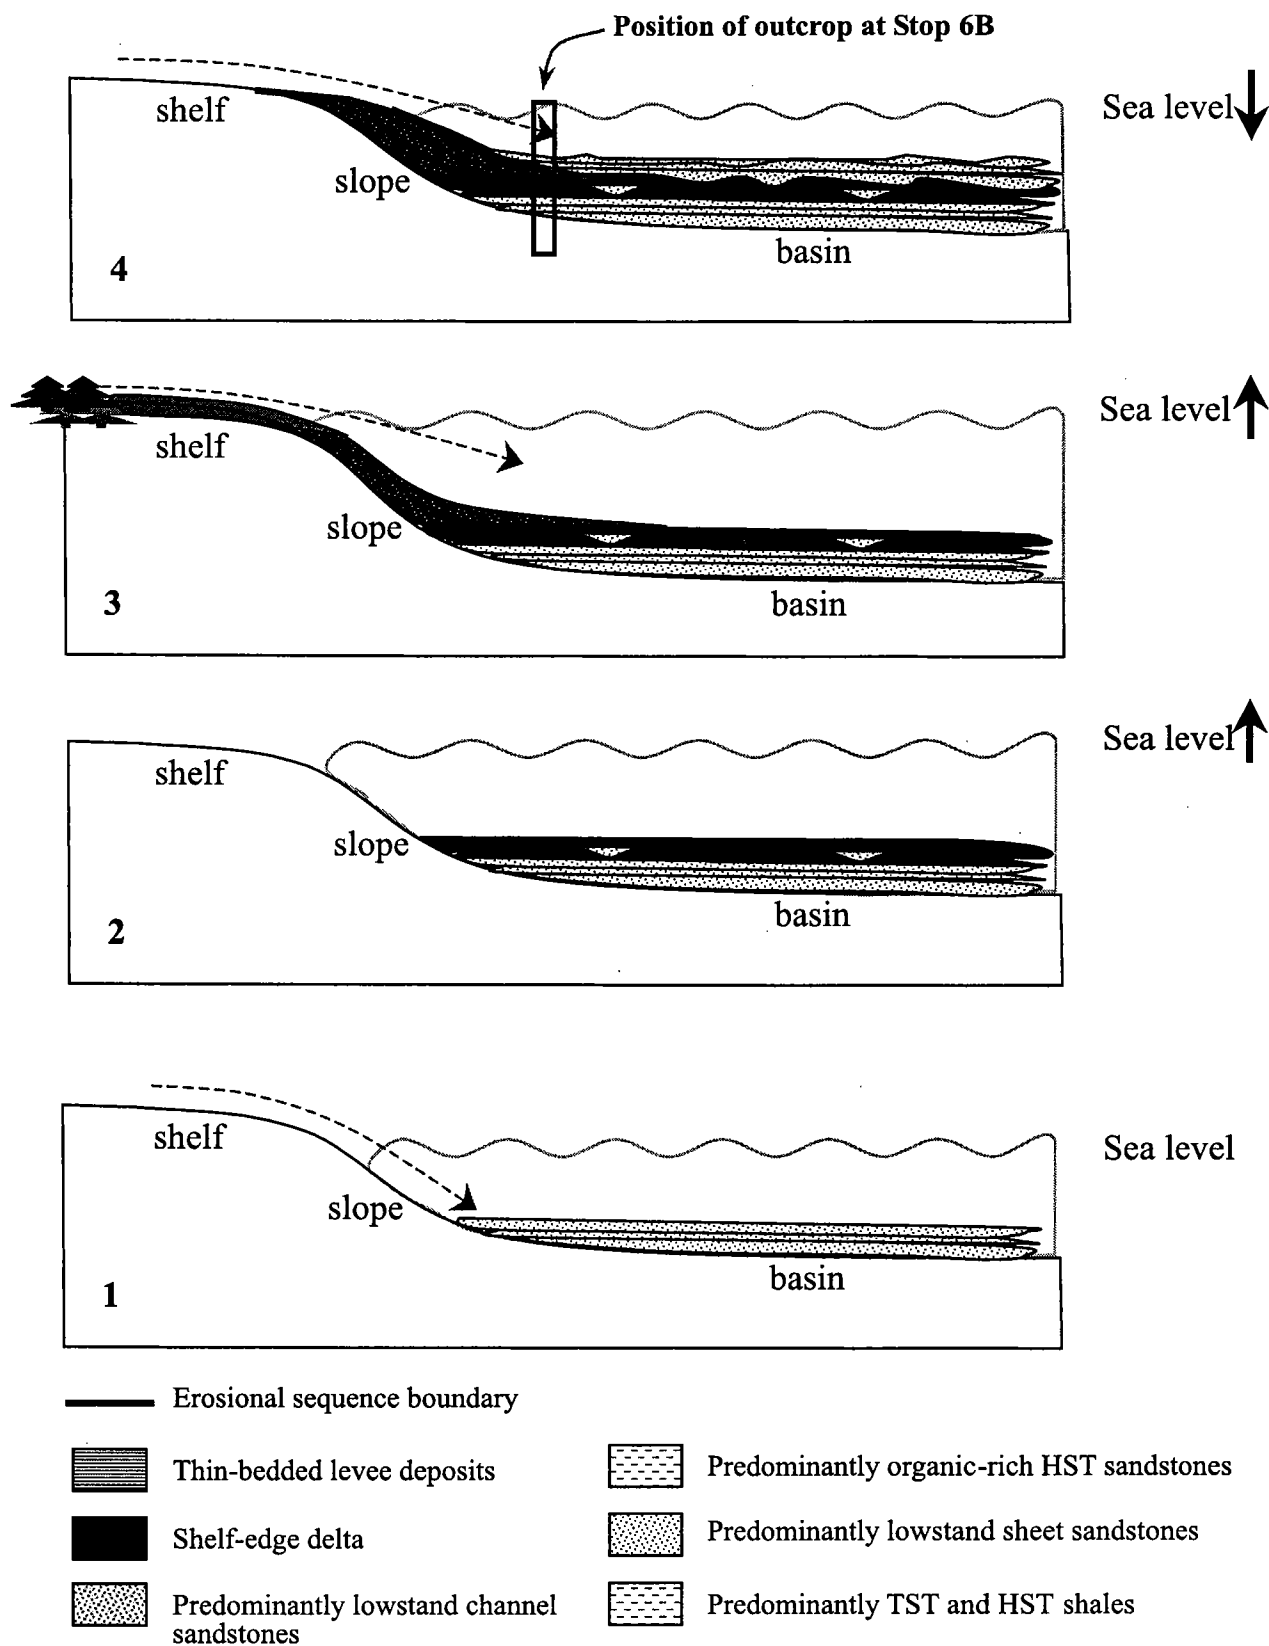 Position of outcrop at Stop 6B
shelf
Sea level
slope
basin
4
shelf
Sea level
slope
basin
3
shelf
Sea level
slope
basin
2
shelf
Sea level
slope
basin
1
Erosional sequence boundary
Thin-bedded levee deposits
Shelf-edge delta
Predominantly lowstand channel
sandstones
Predominantly organic-rich HST sandstones
Predominantly lowstand sheet sandstones
Predominantly TST and HST shales